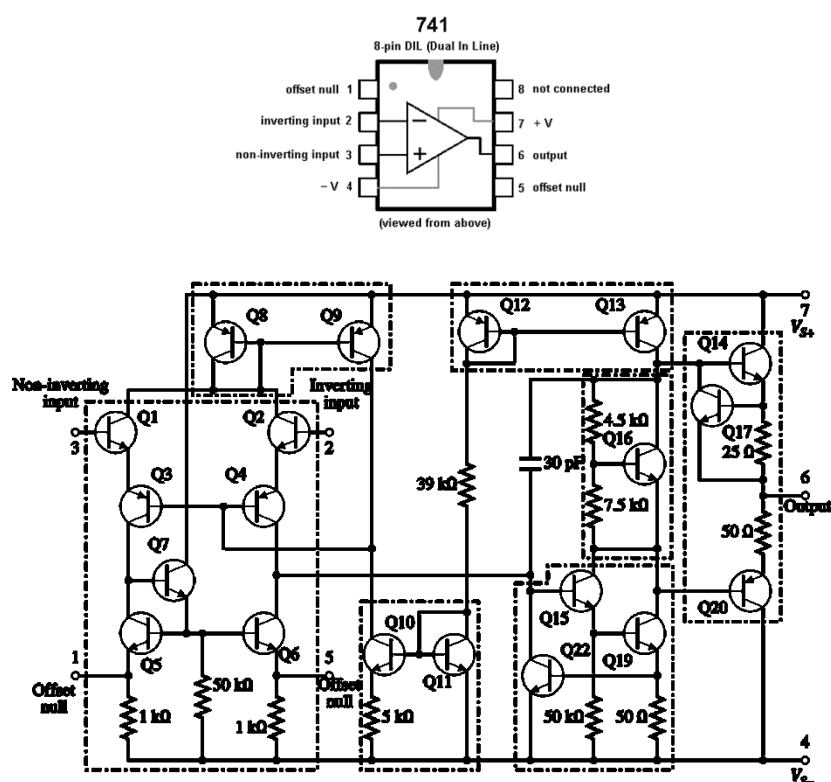 741
8-pin DIL (Dual In Line)
offset null 1
8 not connected
inverting input 2
7 + V
non-inverting input 3
6 output
– V 4
5 offset null
(viewed from above)
Q8
Q9
Q12
Q13
7
V_S+
Q14
Non-inverting
input
Inverting
input
Q1
Q2
3
2
4.5 kΩ
Q16
Q17
25 Ω
Q3
Q4
39 kΩ
30 pF
7.5 kΩ
6
Output
50 Ω
Q7
Q15
Q20
Q10
Q5
Q6
Q11
Q22
Q19
1
5
Offset
null
50 kΩ
Offset
null
1 kΩ
1 kΩ
5 kΩ
50 kΩ
50 Ω
4
V_S-